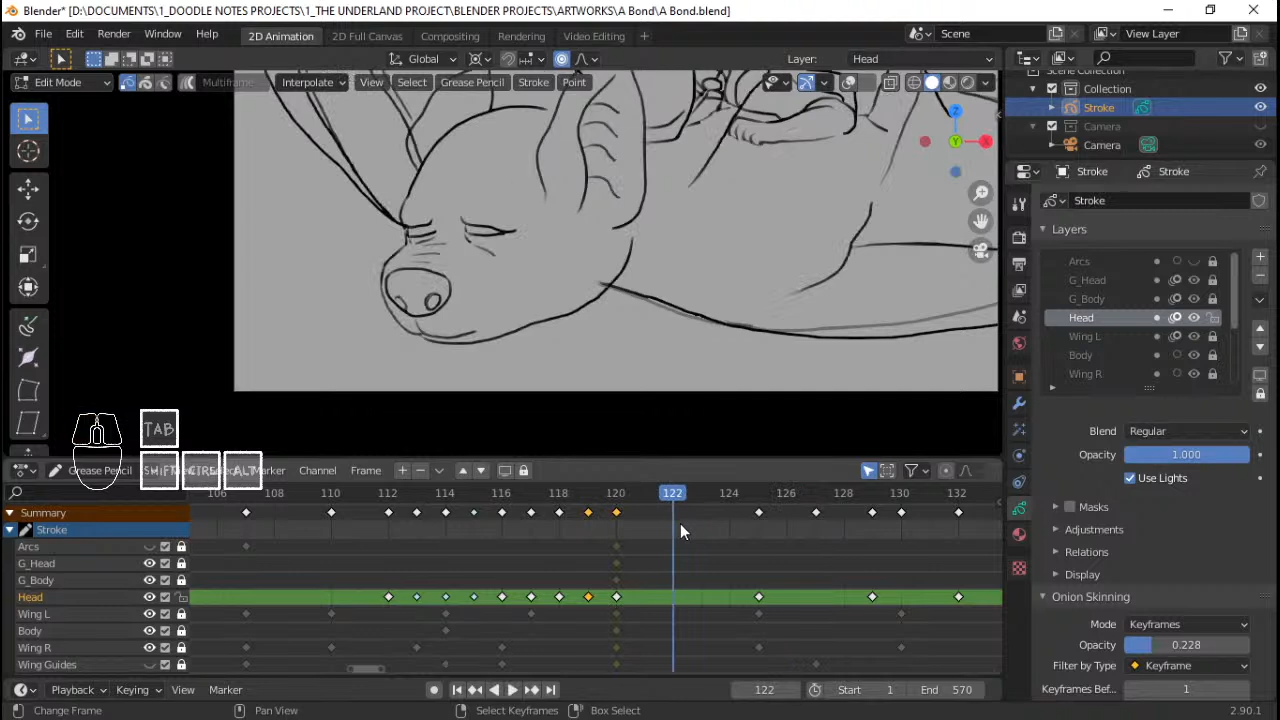 Blender* [D:\DOCUMENTS\1_DOODLE NOTES PROJECTS\1_THE UNDERLAND PROJECT\BLENDER PROJECTS\ARTWORKS\A Bond\A Bond.blend]
File Edit Render Window Help 2D Animation 2D Full Canvas Compositing Rendering Video Editing + Scene View Layer
Global Layer: Head
Edit Mode Multiframe Interpolate View Select Grease Pencil Stroke Point
Scene Collection
Collection
Stroke
Camera
Camera
Stroke Stroke
Stroke
Layers
Arcs
G_Head
G_Body
Head
Wing L
Body
Wing R
Z
Y
X
TAB
SHIFT CTRL ALT
Blend Regular
Opacity 1.000
Use Lights
Masks
Adjustments
Relations
Display
Onion Skinning
Mode Keyframes
Opacity 0.228
Filter by Type Keyframe
Keyframes Bef... 1
Grease Pencil View Select Marker Channel Frame
106 108 110 112 114 116 118 120 122 124 126 128 130 132
Summary
Stroke
Arcs
G_Head
G_Body
Head
Wing L
Body
Wing R
Wing Guides
Playback Keying View Marker 122 Start 1 End 570
Change Frame Pan View Select Keyframes Box Select 2.90.1